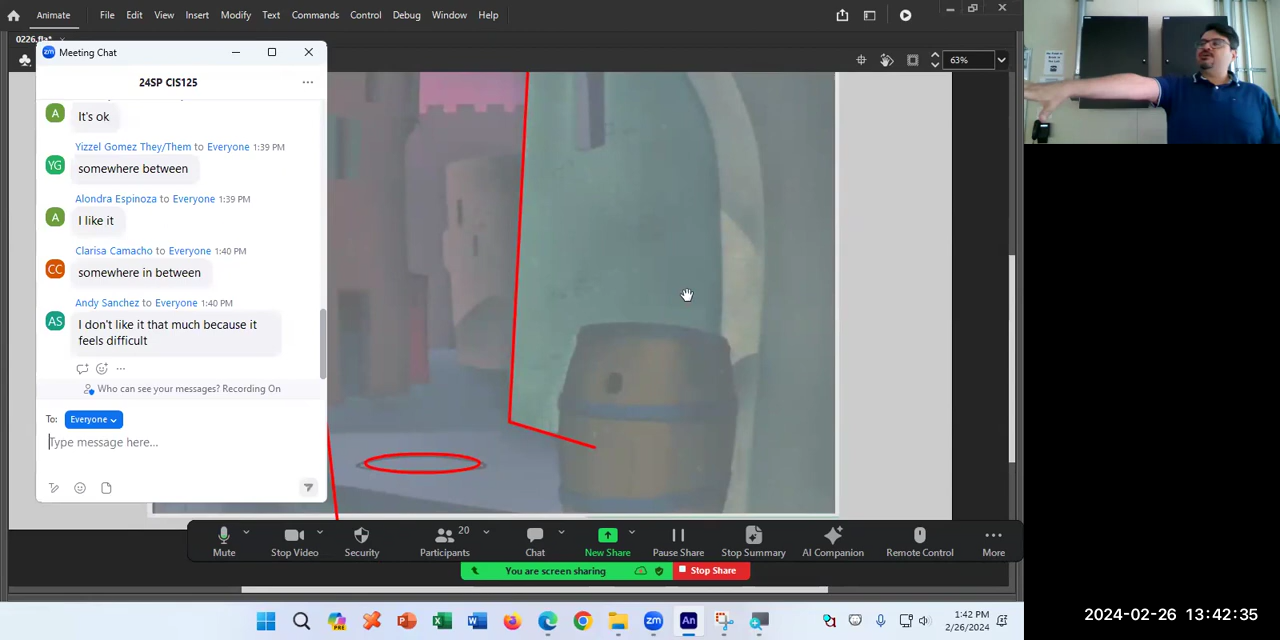 Animate
File Edit View Insert Modify Text Commands Control Debug Window Help
0226.fla*
63%
Meeting Chat
24SP CIS125
A
It's ok
Yizzel Gomez They/Them to Everyone 1:39 PM
YG
somewhere between
Alondra Espinoza to Everyone 1:39 PM
A
I like it
Clarisa Camacho to Everyone 1:40 PM
CC
somewhere in between
Andy Sanchez to Everyone 1:40 PM
AS
I don't like it that much because it
feels difficult
Who can see your messages? Recording On
To: Everyone
Type message here...
20
Mute
Stop Video
Security
Participants
Chat
New Share
Pause Share
Stop Summary
AI Companion
Remote Control
More
You are screen sharing
Stop Share
1:42 PM
2/26/2024
2024-02-26 13:42:35